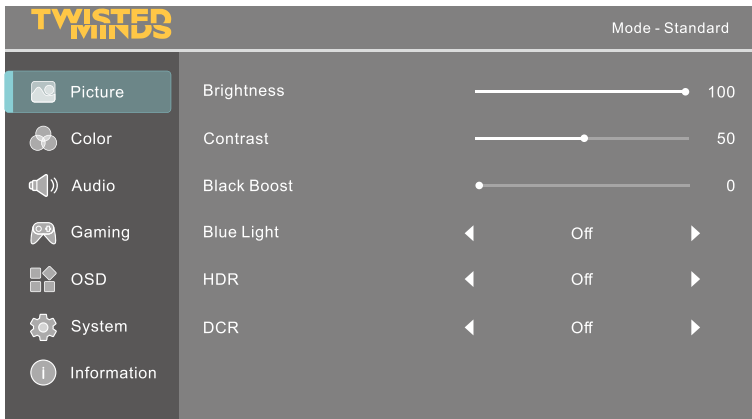 TWISTED
MINDS
Mode - Standard
Picture
Color
Audio
Gaming
OSD
System
Information
Brightness 100
Contrast 50
Black Boost 0
Blue Light Off
HDR Off
DCR Off